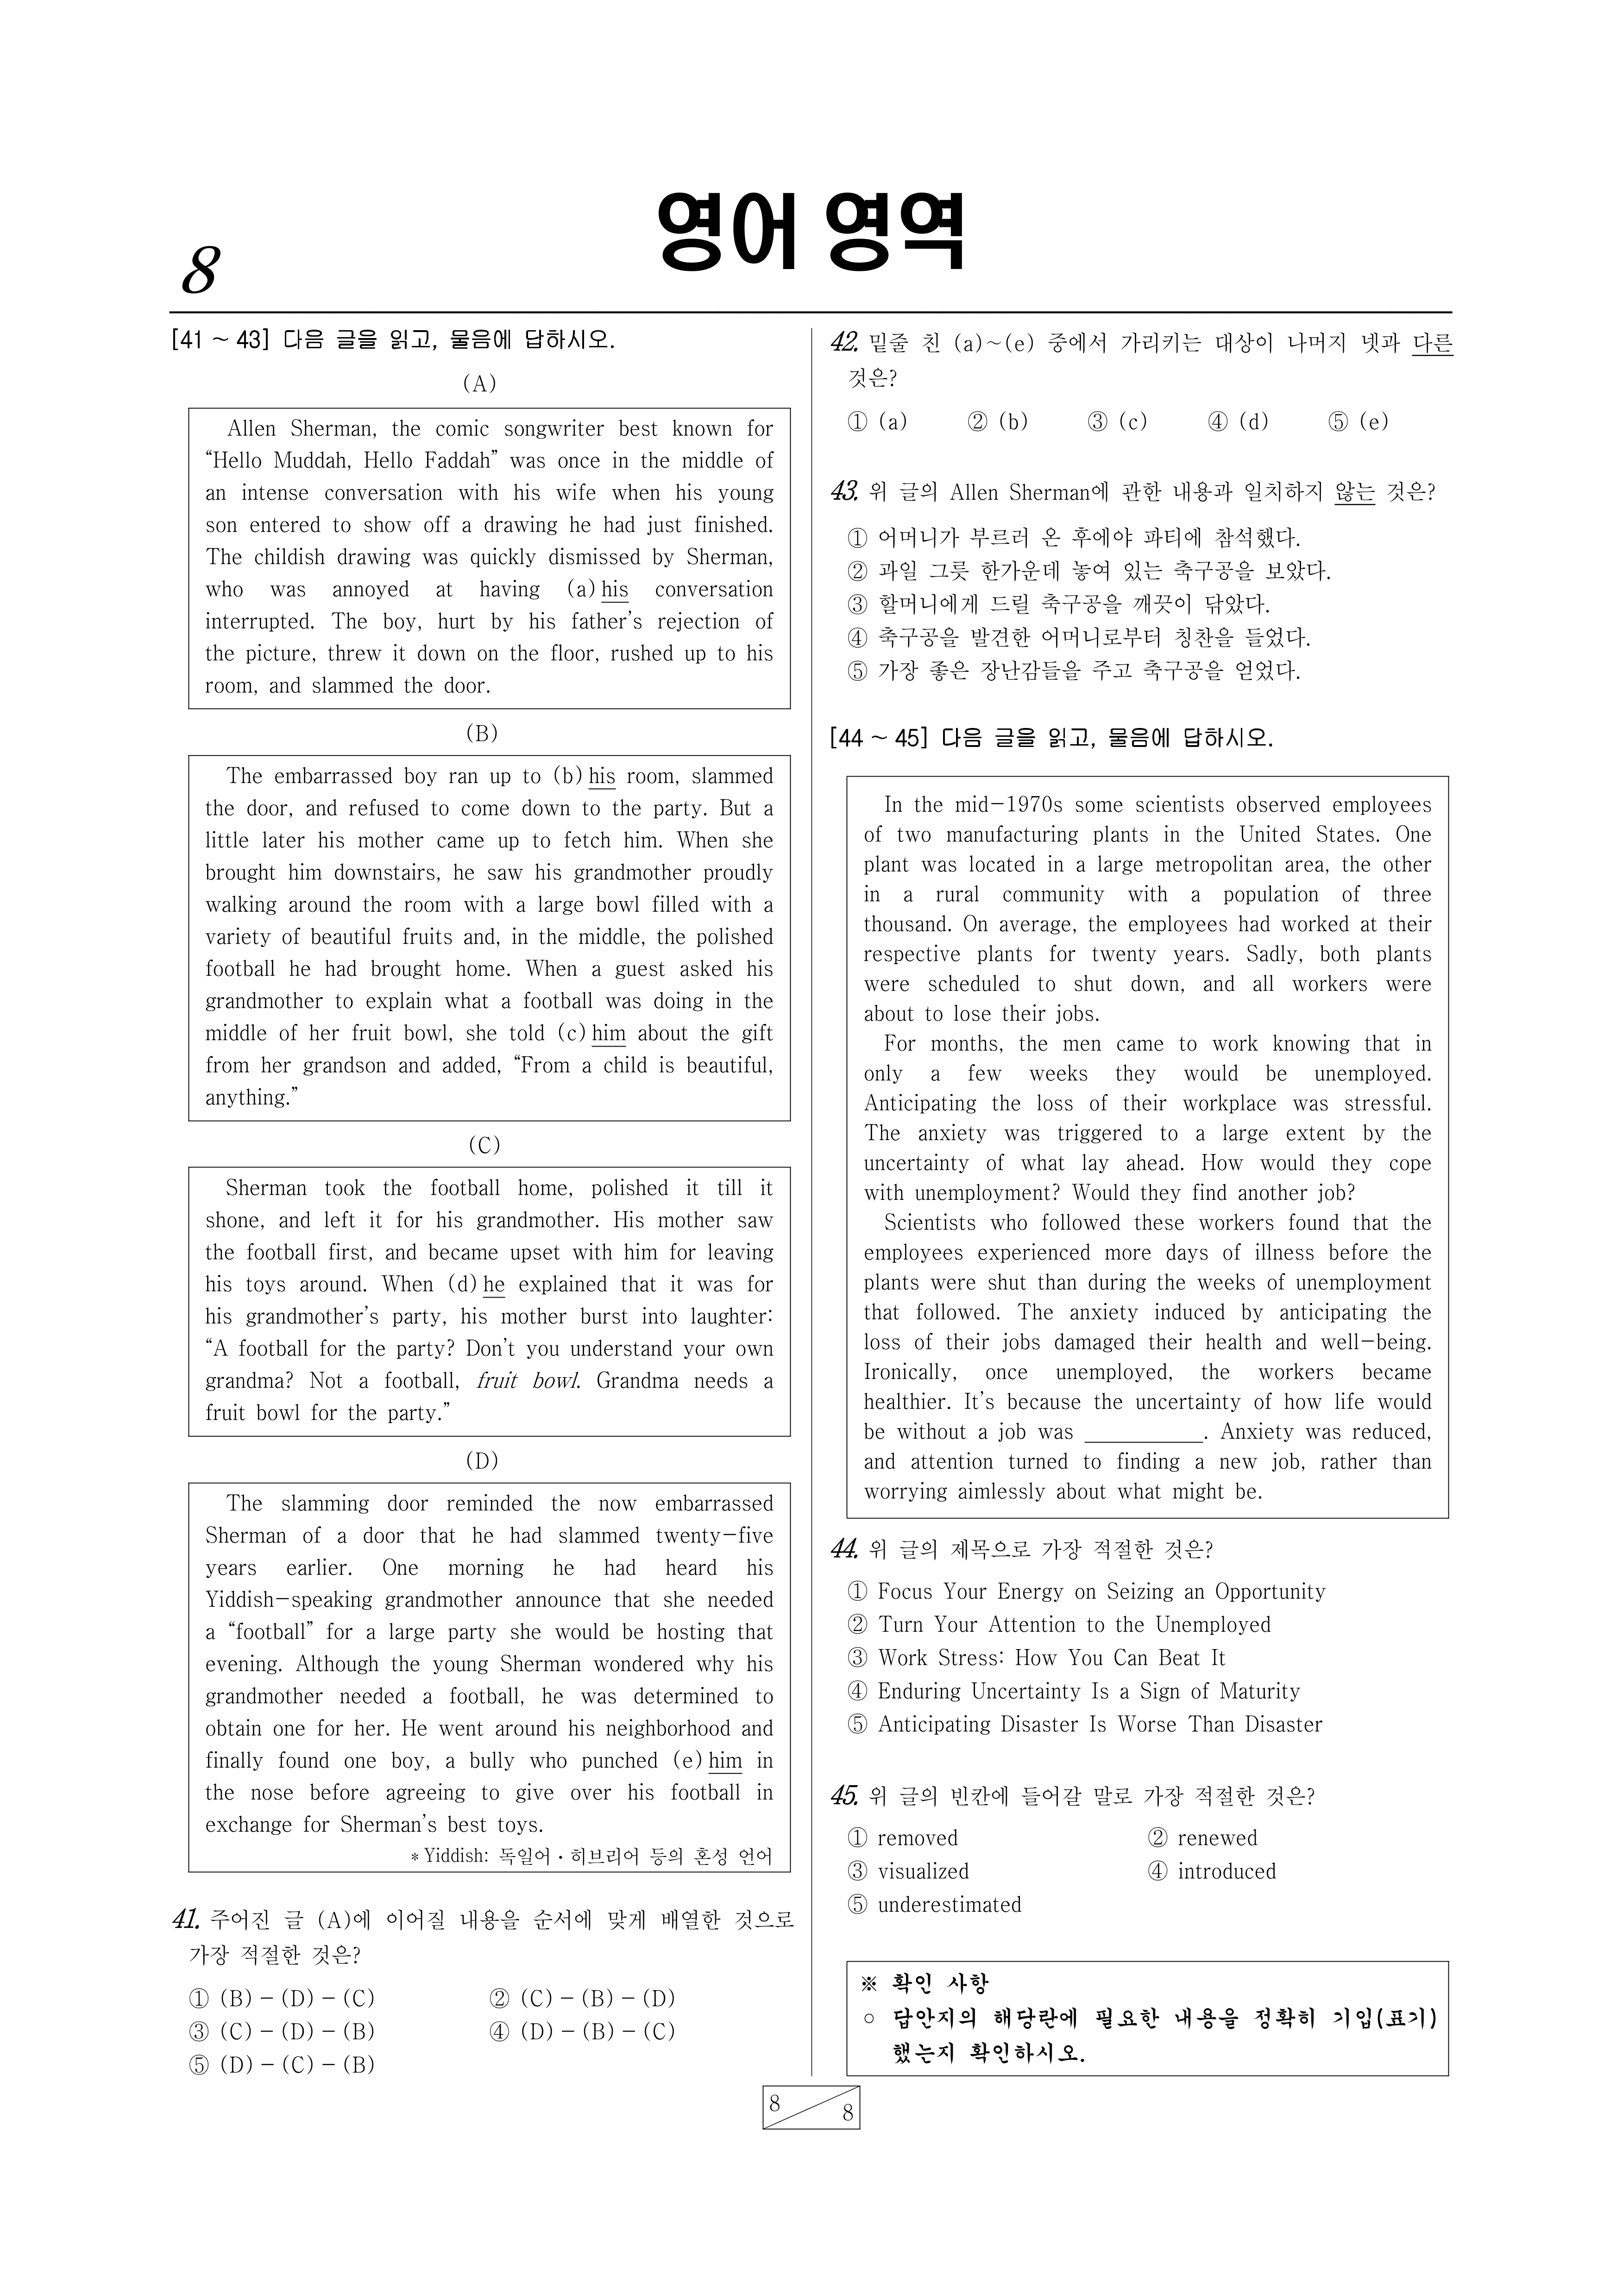 영어 영역
8
[41 ~ 43] 다음 글을 읽고, 물음에 답하시오.
(A)
Allen Sherman, the comic songwriter best known for
“Hello Muddah, Hello Faddah” was once in the middle of
an intense conversation with his wife when his young
son entered to show off a drawing he had just finished.
The childish drawing was quickly dismissed by Sherman,
who was annoyed at having (a) his conversation
interrupted. The boy, hurt by his father’s rejection of
the picture, threw it down on the floor, rushed up to his
room, and slammed the door.
(B)
The embarrassed boy ran up to (b) his room, slammed
the door, and refused to come down to the party. But a
little later his mother came up to fetch him. When she
brought him downstairs, he saw his grandmother proudly
walking around the room with a large bowl filled with a
variety of beautiful fruits and, in the middle, the polished
football he had brought home. When a guest asked his
grandmother to explain what a football was doing in the
middle of her fruit bowl, she told (c) him about the gift
from her grandson and added, “From a child is beautiful,
anything.”
(C)
Sherman took the football home, polished it till it
shone, and left it for his grandmother. His mother saw
the football first, and became upset with him for leaving
his toys around. When (d) he explained that it was for
his grandmother’s party, his mother burst into laughter:
“A football for the party? Don’t you understand your own
grandma? Not a football, fruit bowl. Grandma needs a
fruit bowl for the party.”
(D)
The slamming door reminded the now embarrassed
Sherman of a door that he had slammed twenty-five
years earlier. One morning he had heard his
Yiddish-speaking grandmother announce that she needed
a “football” for a large party she would be hosting that
evening. Although the young Sherman wondered why his
grandmother needed a football, he was determined to
obtain one for her. He went around his neighborhood and
finally found one boy, a bully who punched (e) him in
the nose before agreeing to give over his football in
exchange for Sherman’s best toys.
* Yiddish: 독일어·히브리어 등의 혼성 언어
41. 주어진 글 (A)에 이어질 내용을 순서에 맞게 배열한 것으로
가장 적절한 것은?
① (B) - (D) - (C) ② (C) - (B) - (D)
③ (C) - (D) - (B) ④ (D) - (B) - (C)
⑤ (D) - (C) - (B)
42. 밑줄 친 (a)~(e) 중에서 가리키는 대상이 나머지 넷과 다른
것은?
① (a) ② (b) ③ (c) ④ (d) ⑤ (e)
43. 위 글의 Allen Sherman에 관한 내용과 일치하지 않는 것은?
① 어머니가 부르러 온 후에야 파티에 참석했다.
② 과일 그릇 한가운데 놓여 있는 축구공을 보았다.
③ 할머니에게 드릴 축구공을 깨끗이 닦았다.
④ 축구공을 발견한 어머니로부터 칭찬을 들었다.
⑤ 가장 좋은 장난감들을 주고 축구공을 얻었다.
[44 ~ 45] 다음 글을 읽고, 물음에 답하시오.
In the mid-1970s some scientists observed employees
of two manufacturing plants in the United States. One
plant was located in a large metropolitan area, the other
in a rural community with a population of three
thousand. On average, the employees had worked at their
respective plants for twenty years. Sadly, both plants
were scheduled to shut down, and all workers were
about to lose their jobs.
For months, the men came to work knowing that in
only a few weeks they would be unemployed.
Anticipating the loss of their workplace was stressful.
The anxiety was triggered to a large extent by the
uncertainty of what lay ahead. How would they cope
with unemployment? Would they find another job?
Scientists who followed these workers found that the
employees experienced more days of illness before the
plants were shut than during the weeks of unemployment
that followed. The anxiety induced by anticipating the
loss of their jobs damaged their health and well-being.
Ironically, once unemployed, the workers became
healthier. It’s because the uncertainty of how life would
be without a job was __________. Anxiety was reduced,
and attention turned to finding a new job, rather than
worrying aimlessly about what might be.
44. 위 글의 제목으로 가장 적절한 것은?
① Focus Your Energy on Seizing an Opportunity
② Turn Your Attention to the Unemployed
③ Work Stress: How You Can Beat It
④ Enduring Uncertainty Is a Sign of Maturity
⑤ Anticipating Disaster Is Worse Than Disaster
45. 위 글의 빈칸에 들어갈 말로 가장 적절한 것은?
① removed ② renewed
③ visualized ④ introduced
⑤ underestimated
※ 확인 사항
○ 답안지의 해당란에 필요한 내용을 정확히 기입(표기)
했는지 확인하시오.
8
8